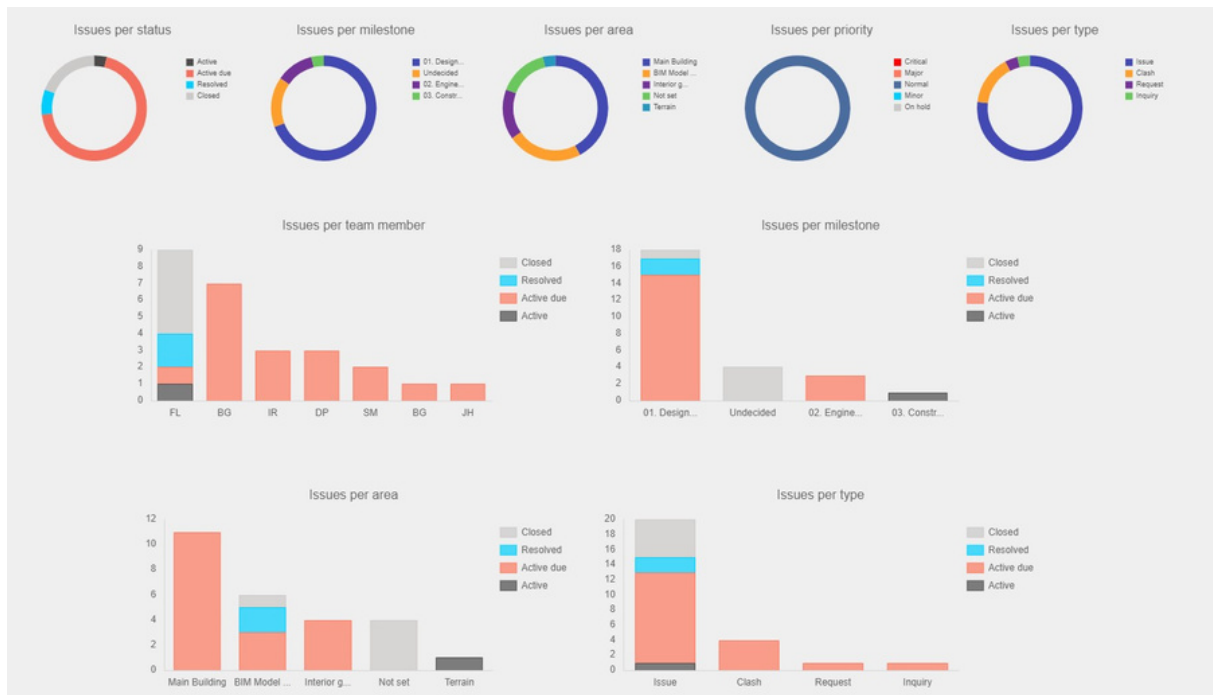 Issues per status
Issues per milestone
Issues per area
Issues per priority
Issues per type
Active
Active due
Resolved
Closed
01. Design...
Undecided
02. Engine...
03. Constr...
Main Building
BIM Model ...
Interior g...
Not set
Terrain
Critical
Major
Normal
Minor
On hold
Issue
Clash
Request
Inquiry
Issues per team member
9
8
7
6
5
4
3
2
1
0
FL BG IR DP SM BG JH
Closed
Resolved
Active due
Active
Issues per milestone
18
16
14
12
10
8
6
4
2
0
01. Design... Undecided 02. Engine... 03. Constr...
Closed
Resolved
Active due
Active
Issues per area
12
10
8
6
4
2
0
Main Building BIM Model ... Interior g... Not set Terrain
Closed
Resolved
Active due
Active
Issues per type
20
18
16
14
12
10
8
6
4
2
0
Issue Clash Request Inquiry
Closed
Resolved
Active due
Active